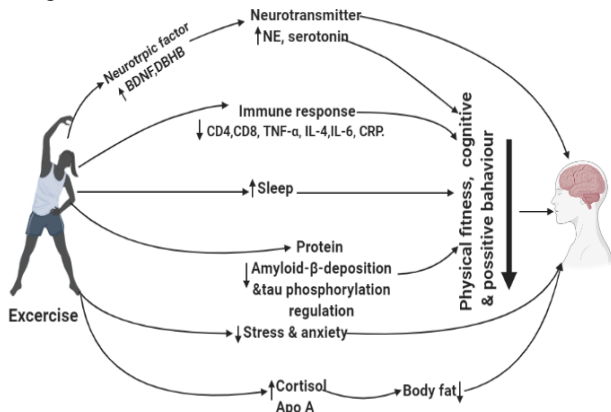 Neurotransmitter
↑NE, serotonin
Neurotrpic factor
↑ BDNF,DBHB
Immune response
↓ CD4,CD8, TNF-α, IL-4,IL-6, CRP.
↑Sleep
Protein
↓Amyloid-β-deposition
&tau phosphorylation
regulation
↓Stress & anxiety
↑Cortisol
Apo A
Body fat↓
Physical fitness, cognitive
& possitive bahaviour
Excercise